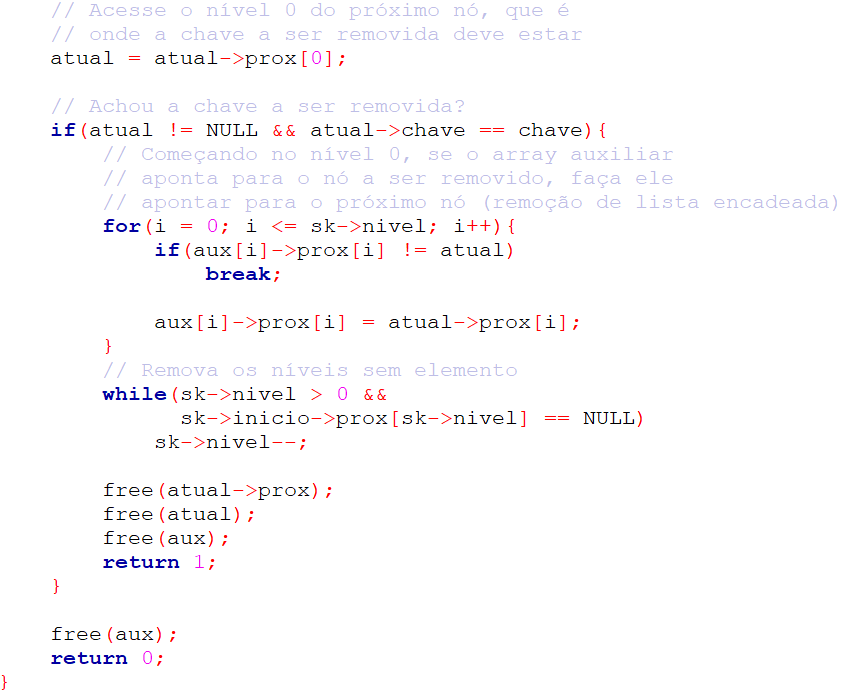 // Acesse o nível 0 do próximo nó, que é
// onde a chave a ser removida deve estar
atual = atual->prox[0];
// Achou a chave a ser removida?
if(atual != NULL && atual->chave == chave){
// Começando no nível 0, se o array auxiliar
// aponta para o nó a ser removido, faça ele
// apontar para o próximo nó (remoção de lista encadeada)
for(i = 0; i <= sk->nivel; i++){
if(aux[i]->prox[i] != atual)
break;
aux[i]->prox[i] = atual->prox[i];
}
// Remova os níveis sem elemento
while(sk->nivel > 0 &&
sk->inicio->prox[sk->nivel] == NULL)
sk->nivel--;
free(atual->prox);
free(atual);
free(aux);
return 1;
}
free(aux);
return 0;
}